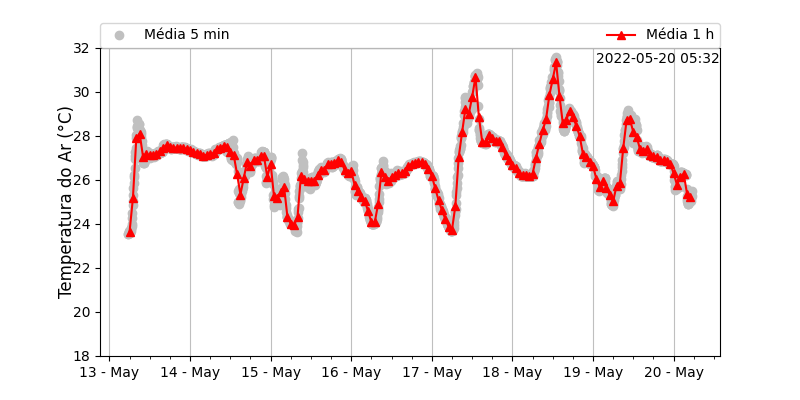 Média 5 min
Média 1 h
2022-05-20 05:32
Temperatura do Ar (°C)
32
30
28
26
24
22
20
18
13 - May
14 - May
15 - May
16 - May
17 - May
18 - May
19 - May
20 - May